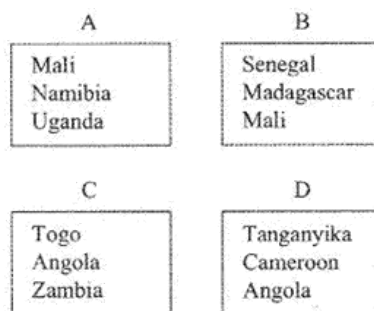 A
Mali
Namibia
Uganda
B
Senegal
Madagascar
Mali
C
Togo
Angola
Zambia
D
Tanganyika
Cameroon
Angola